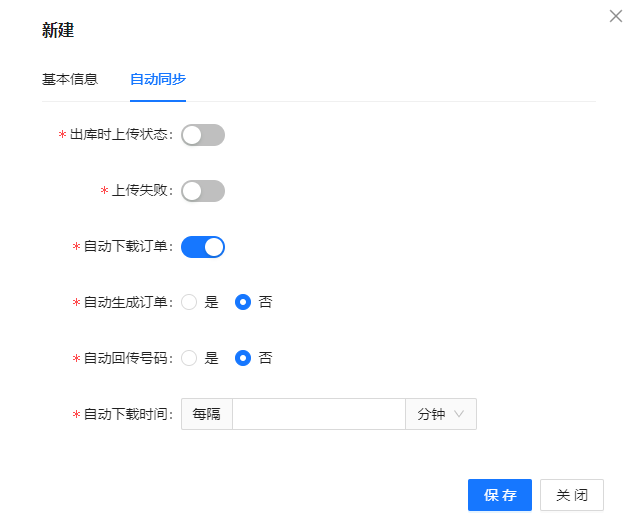 新建
基本信息 自动同步
* 出库时上传状态:
* 上传失败:
* 自动下载订单:
* 自动生成订单: 是 否
* 自动回传号码: 是 否
* 自动下载时间: 每隔 分钟
保 存 关 闭